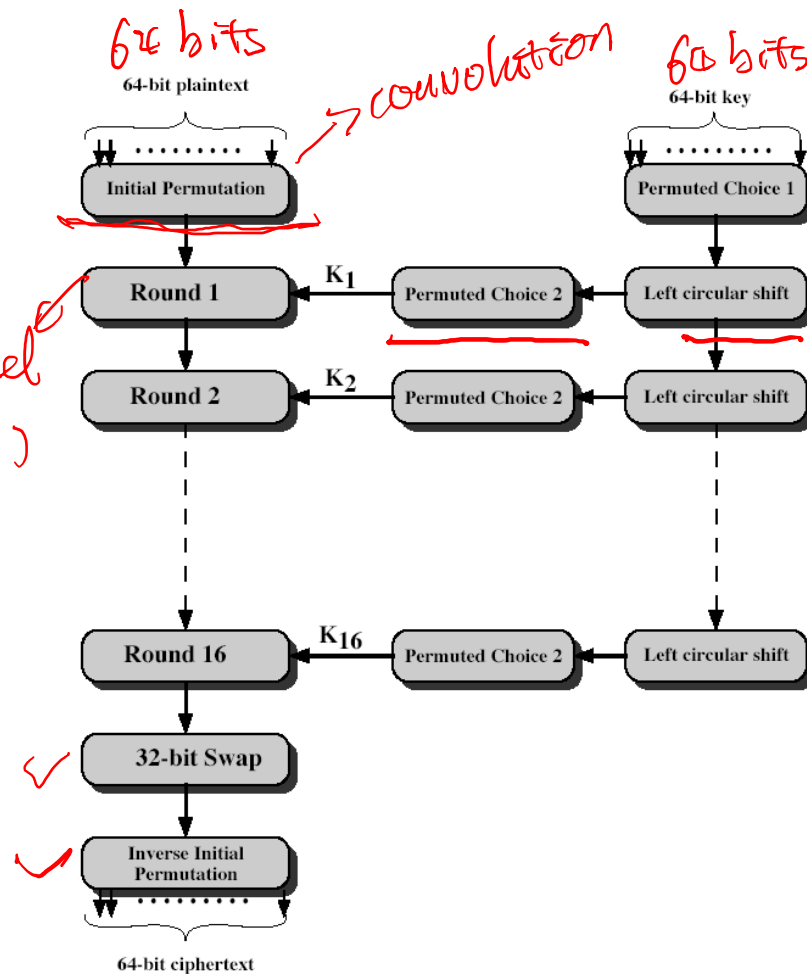 64 bits
64-bit plaintext
convolution
bits
64-bit key
Initial Permutation
Permuted Choice 1
Round 1
K1
Permuted Choice 2
Left circular shift
Round 2
K2
Permuted Choice 2
Left circular shift
Round 16
K16
Permuted Choice 2
Left circular shift
32-bit Swap
Inverse Initial
Permutation
64-bit ciphertext